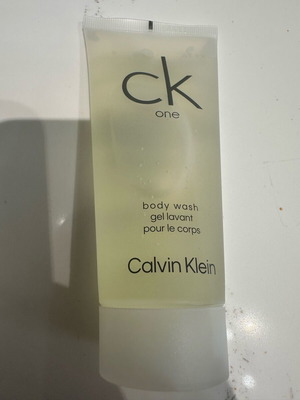 ck
one
body wash
gel lavant
pour le corps
Calvin Klein